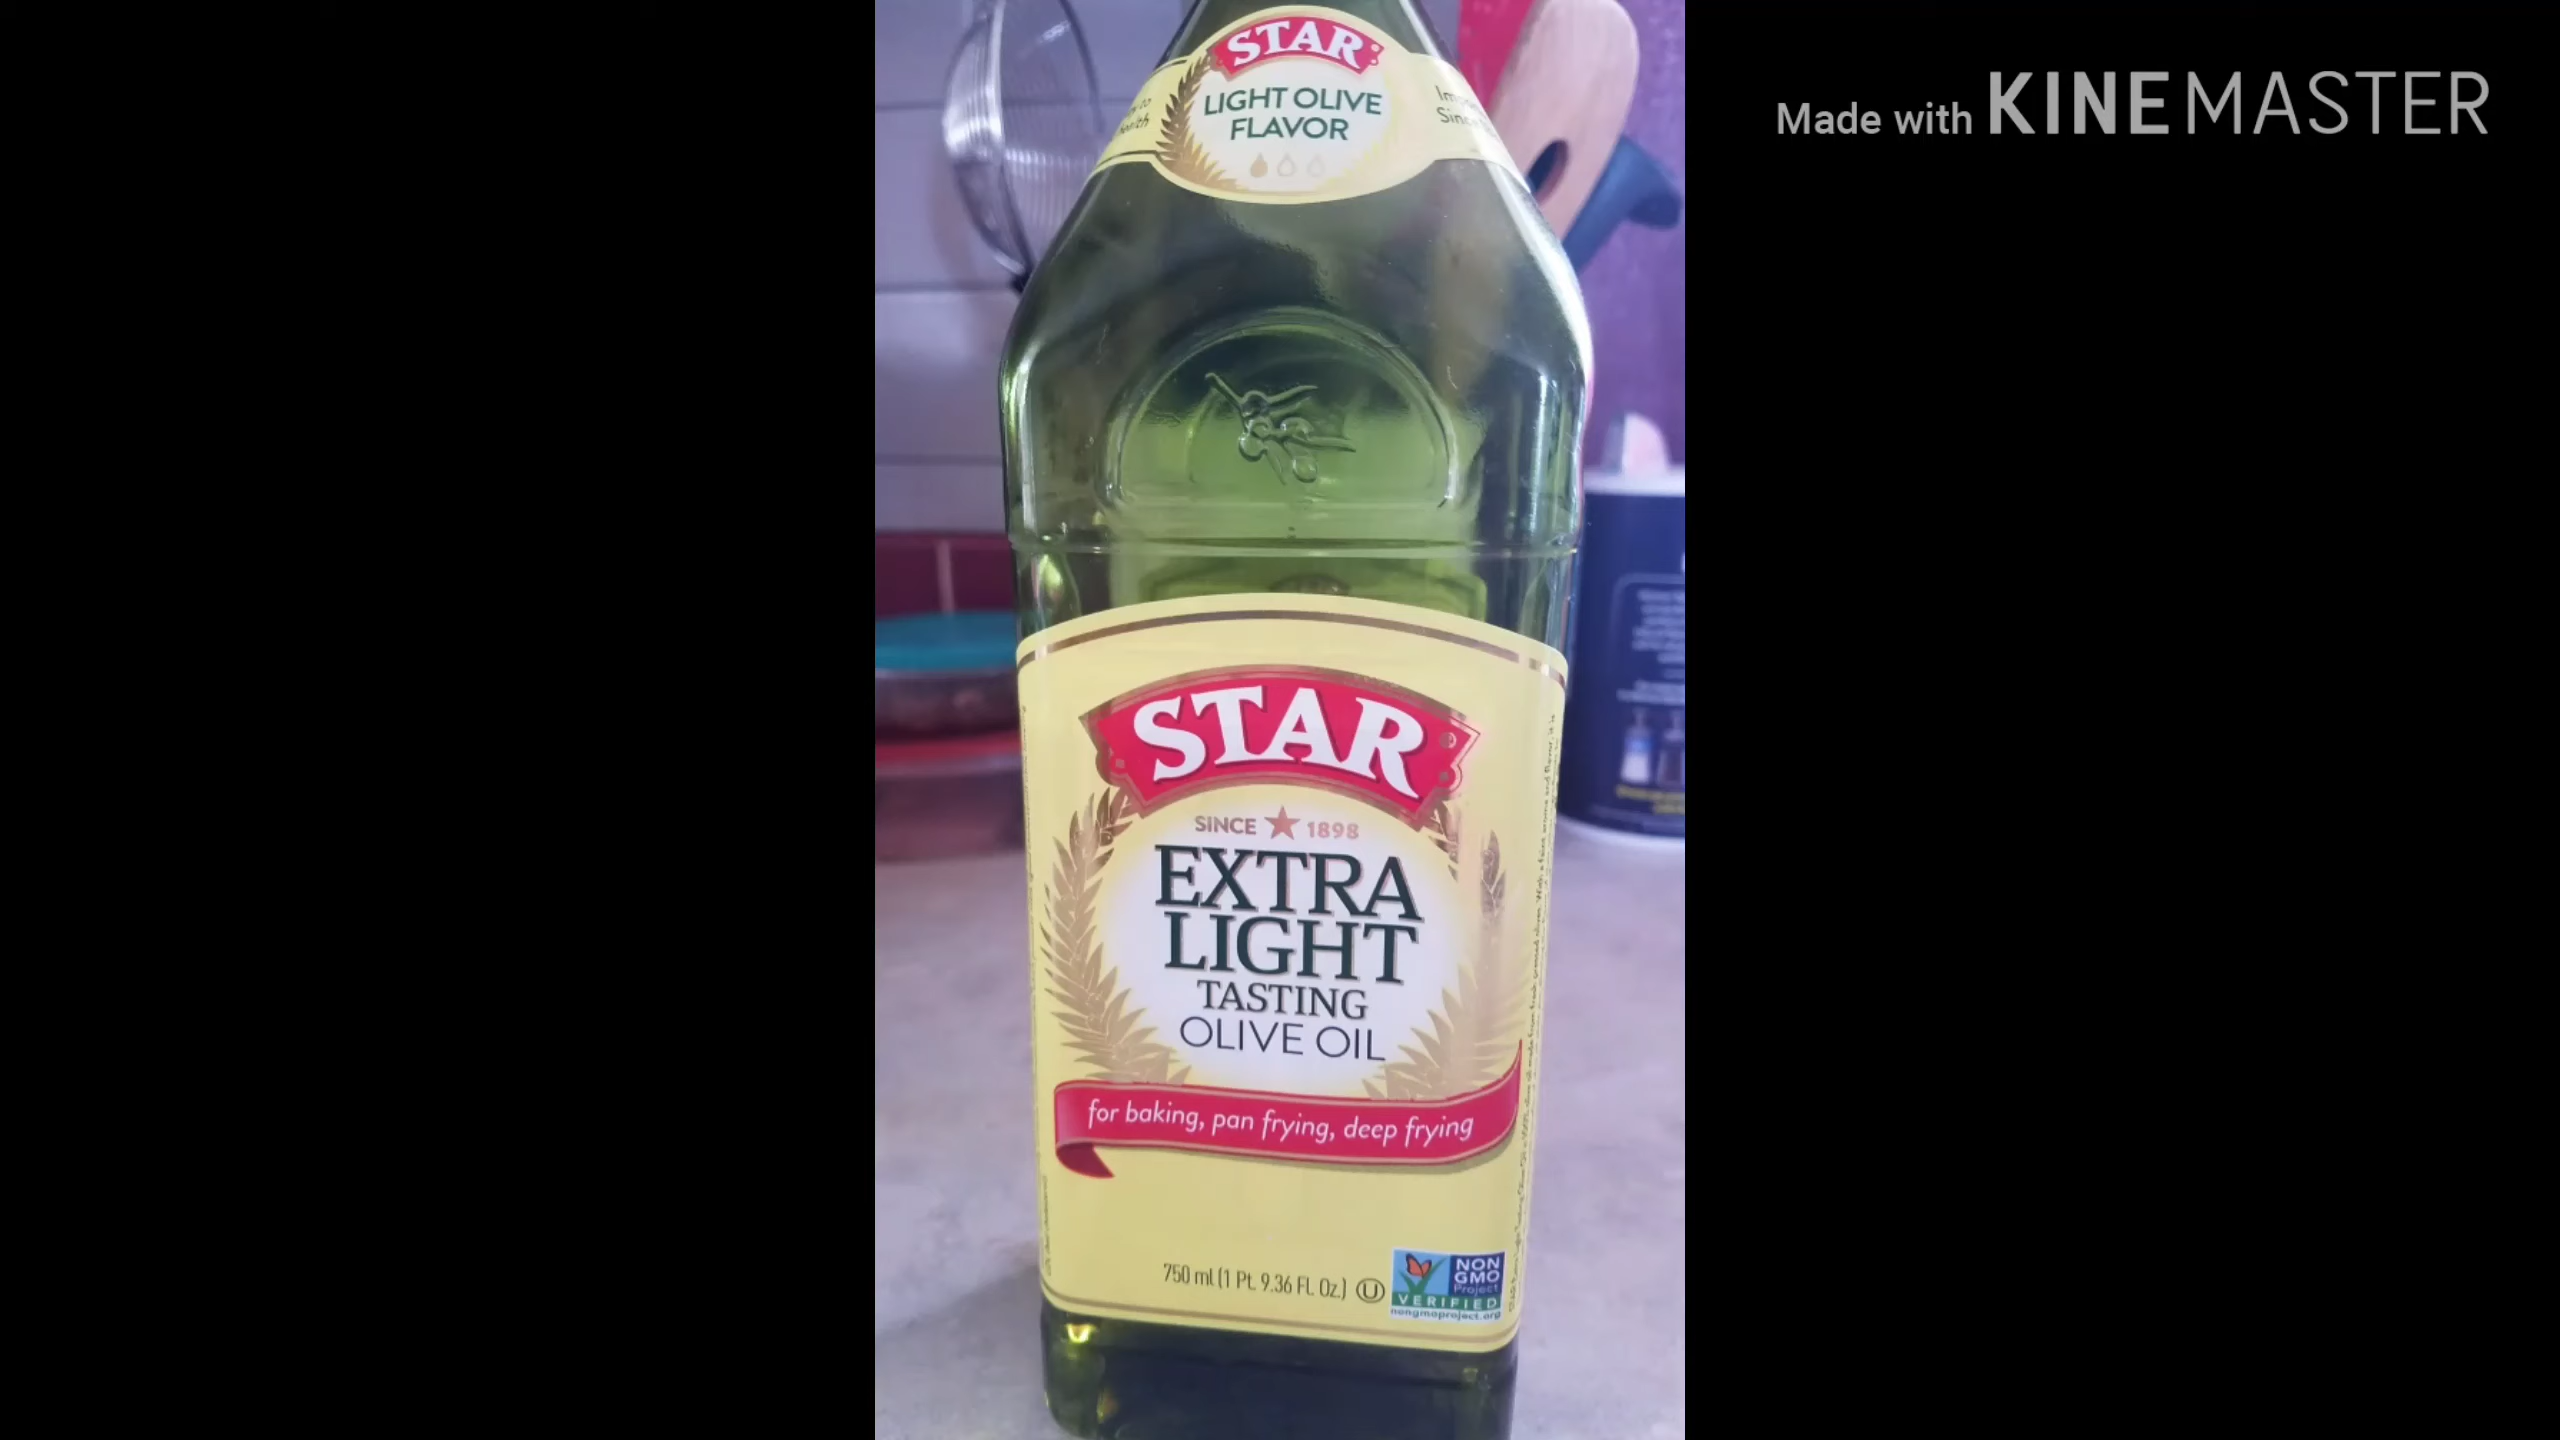 STAR
LIGHT OLIVE
FLAVOR
Made with KINEMASTER
STAR
SINCE 1898
EXTRA
LIGHT
TASTING
OLIVE OIL
for baking, pan frying, deep frying
750 ml (1 Pt. 9.36 FL. Oz.) U
NON
GMO
Project
VERIFIED
nongmoproject.org